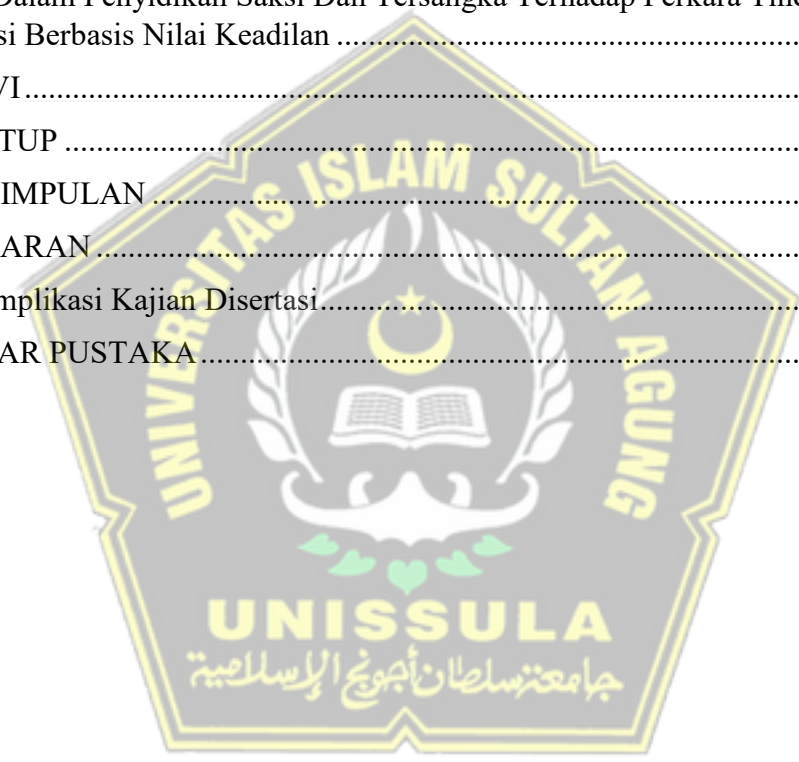 Dalam Penyidikan Saksi Dan Tersangka Terhadap Perkara
si Berbasis Nilai Keadilan ........................................................
VI ........................................................
TUP ........................................................
IMPULAN ........................................................
ARAN ........................................................
mplikasi Kajian Disertasi ........................................................
AR PUSTAKA ........................................................
UNIVERSITAS ISLAM SULTAN AGUNG
UNISSULA
جامعة سلطان أجونج الإسلامية